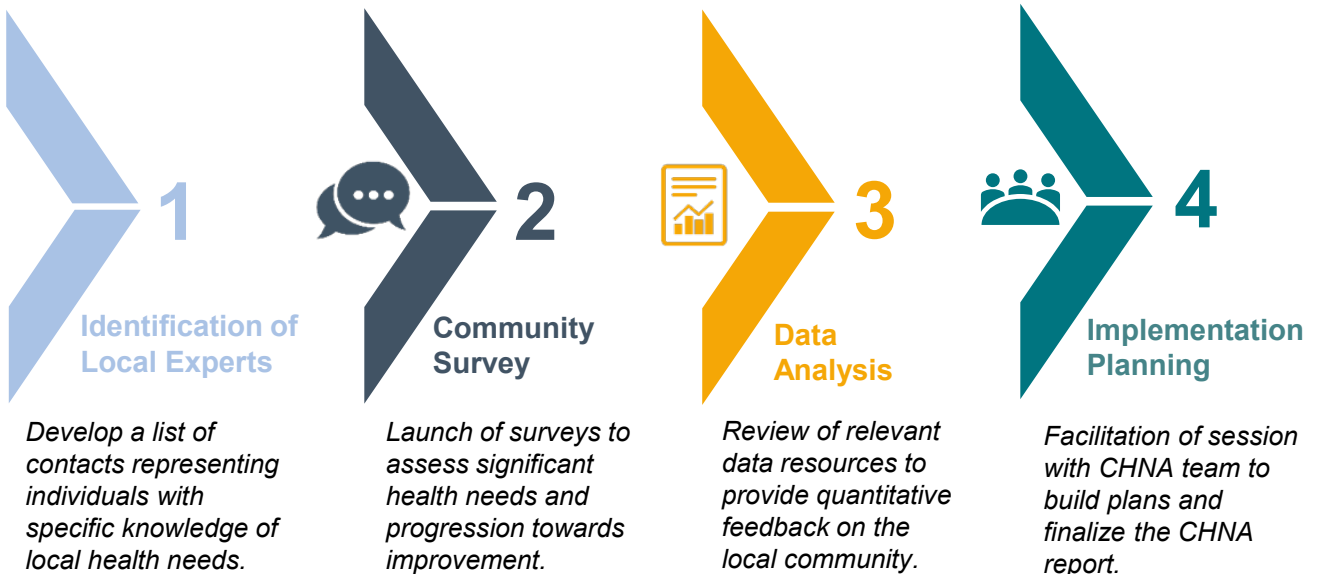 1
Identification of
Local Experts
Develop a list of
contacts representing
individuals with
specific knowledge of
local health needs.
2
Community
Survey
Launch of surveys to
assess significant
health needs and
progression towards
improvement.
3
Data
Analysis
Review of relevant
data resources to
provide quantitative
feedback on the
local community.
4
Implementation
Planning
Facilitation of session
with CHNA team to
build plans and
finalize the CHNA
report.